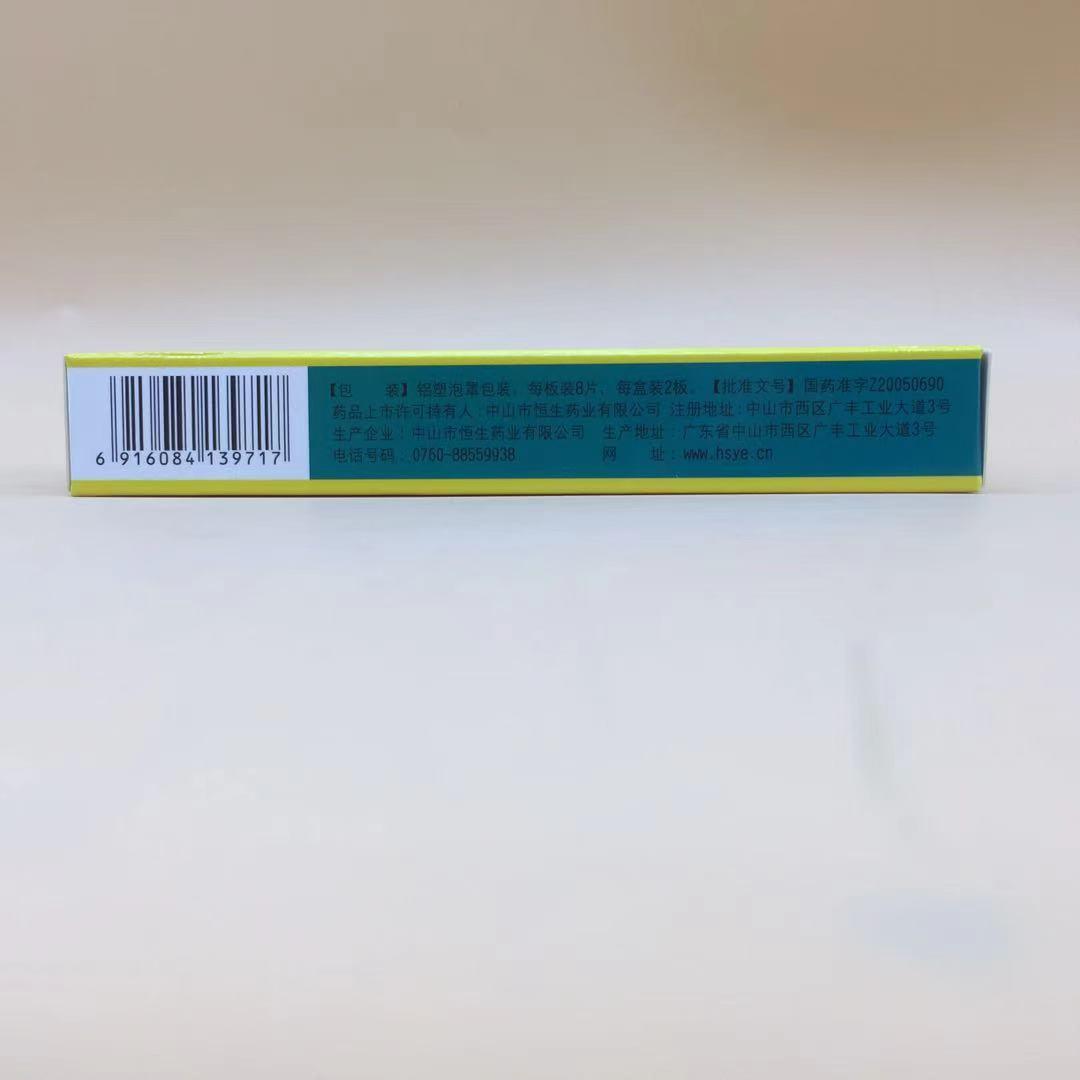 【包 装】铝塑泡罩包装，每板装8片，每盒装2板。【批准文号】国药准字Z20050690
药品上市许可持有人：中山市恒生药业有限公司 注册地址：中山市西区广丰工业大道3号
生产企业：中山市恒生药业有限公司 生产地址：广东省中山市西区广丰工业大道3号
电话号码：0760-88559938 网 址：www.hsye.cn
6 916084 139717